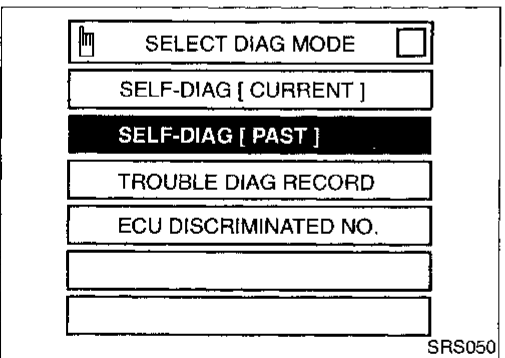 SELECT DIAG MODE
SELF-DIAG [ CURRENT ]
SELF-DIAG [ PAST ]
TROUBLE DIAG RECORD
ECU DISCRIMINATED NO.
SRS050